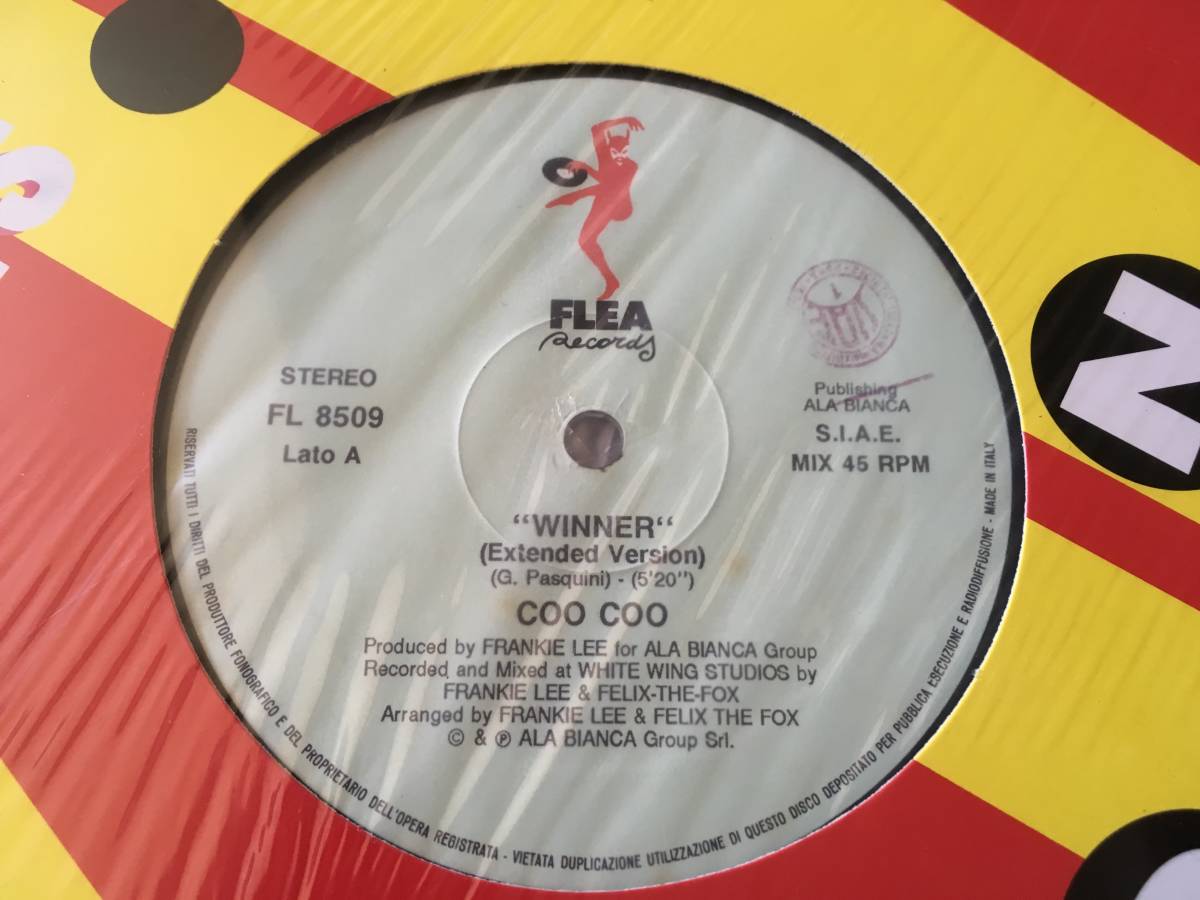 FLEA
Records
STEREO
FL 8509
Lato A
Publishing
ALA BIANCA
S.I.A.E.
MIX 45 RPM
“WINNER“
(Extended Version)
(G. Pasquini) - (5'20")
COO COO
Produced by FRANKIE LEE for ALA BIANCA Group
Recorded and Mixed at WHITE WING STUDIOS by
FRANKIE LEE & FELIX-THE-FOX
Arranged by FRANKIE LEE & FELIX THE FOX
© & ℗ ALA BIANCA Group Srl.
RISERVATI TUTTI I DIRITTI DEL PRODUTTORE FONOGRAFICO E DEL PROPRIETARIO DELL'OPERA REGISTRATA - VIETATA DUPLICAZIONE UTILIZZAZIONE DI QUESTO DISCO DEPOSITATO PER PUBBLICA ESECUZIONE E RADIODIFFUSIONE - MADE IN ITALY
N